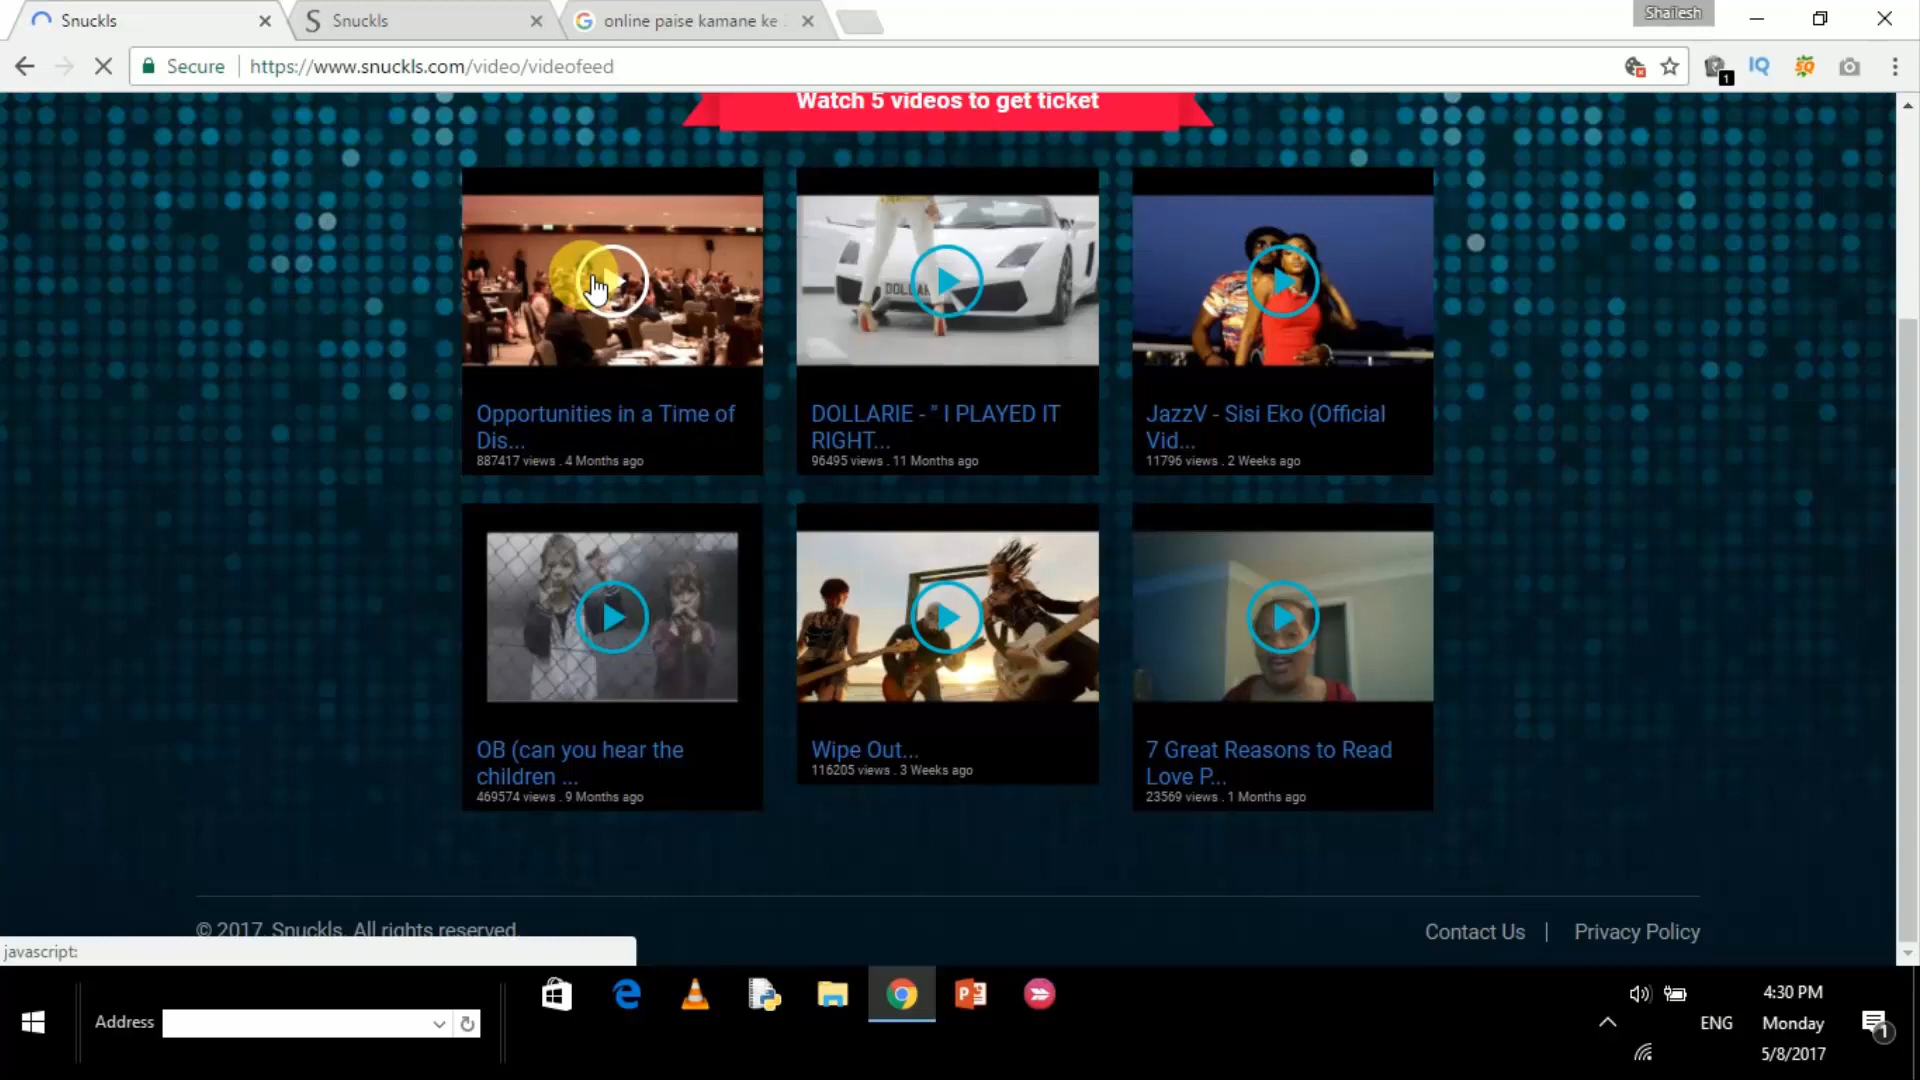 Snuckls
Snuckls
online paise kamane ke
Shailesh
Secure
https://www.snuckls.com/video/videofeed
1
IQ
SQ
Watch 5 videos to get ticket
Opportunities in a Time of
Dis...
887417 views . 4 Months ago
DOLLARIE - " I PLAYED IT
RIGHT...
96495 views . 11 Months ago
JazzV - Sisi Eko (Official
Vid...
11796 views . 2 Weeks ago
OB (can you hear the
children ...
469574 views . 9 Months ago
Wipe Out...
116205 views . 3 Weeks ago
7 Great Reasons to Read
Love P...
23569 views . 1 Months ago
© 2017. Snuckls. All rights reserved.
Contact Us | Privacy Policy
javascript:
Address
4:30 PM
ENG
Monday
1
5/8/2017